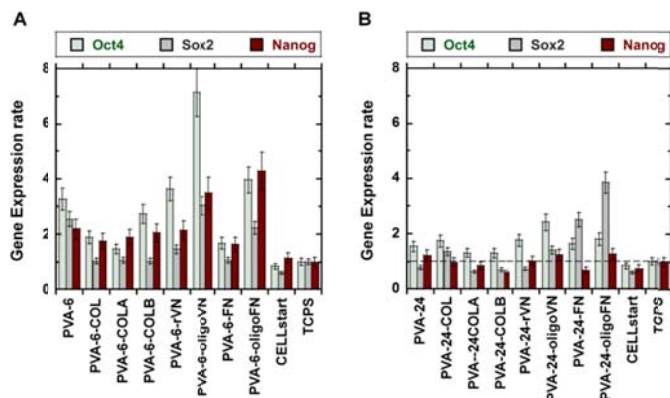 A
Oct4 Sox2 Nanog
Gene Expression rate
8
6
4
2
0
PVA-6
PVA-6-COL
PVA-6-COLA
PVA-6-COLB
PVA-6-rVN
PVA-6-oligoVN
PVA-6-FN
PVA-6-oligoFN
CELLstart
TCPS
B
Oct4 Sox2 Nanog
Gene Expression rate
8
6
4
2
0
PVA-24
PVA-24-COL
PVA--24COLA
PVA-24-COLB
PVA-24-rVN
PVA-24-oligoVN
PVA-24-FN
PVA-24-oligoFN
CELLstart
TCPS